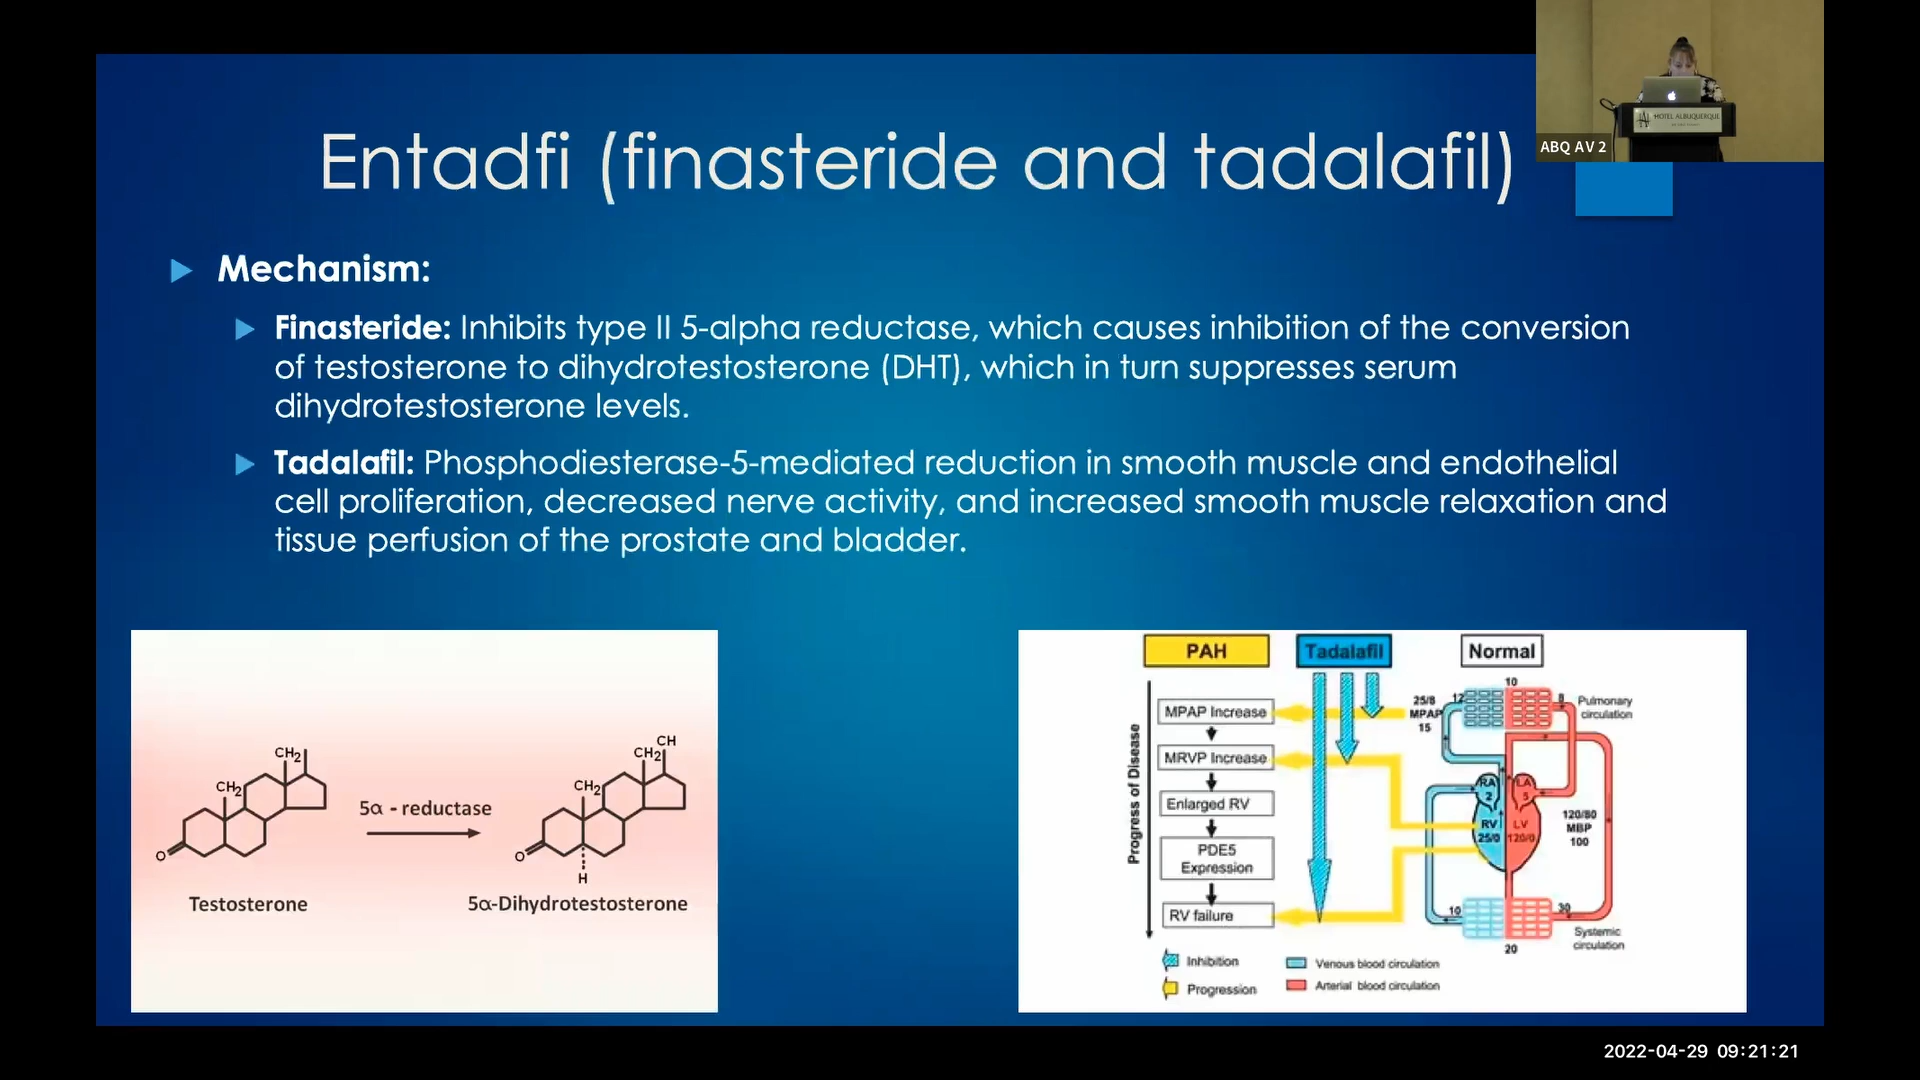 Entadfi (finasteride and tadalafil)
HOTEL ALBUQUERQUE
ABQ AV 2
Mechanism:
Finasteride: Inhibits type II 5-alpha reductase, which causes inhibition of the conversion
of testosterone to dihydrotestosterone (DHT), which in turn suppresses serum
dihydrotestosterone levels.
Tadalafil: Phosphodiesterase-5-mediated reduction in smooth muscle and endothelial
cell proliferation, decreased nerve activity, and increased smooth muscle relaxation and
tissue perfusion of the prostate and bladder.
CH2
CH2
O
Testosterone
5α - reductase
CH
CH2
CH2
O
H
5α-Dihydrotestosterone
PAH
Tadalafil
Normal
Progress of Disease
MPAP Increase
MRVP Increase
Enlarged RV
PDE5
Expression
RV failure
25/8
MPAP
15
12
10
8
Pulmonary
circulation
RA
2
LA
5
RV
25/0
LV
120/0
120/80
MBP
100
10
30
20
Systemic
circulation
Inhibition
Progression
Venous blood circulation
Arterial blood circulation
2022-04-29 09:21:21